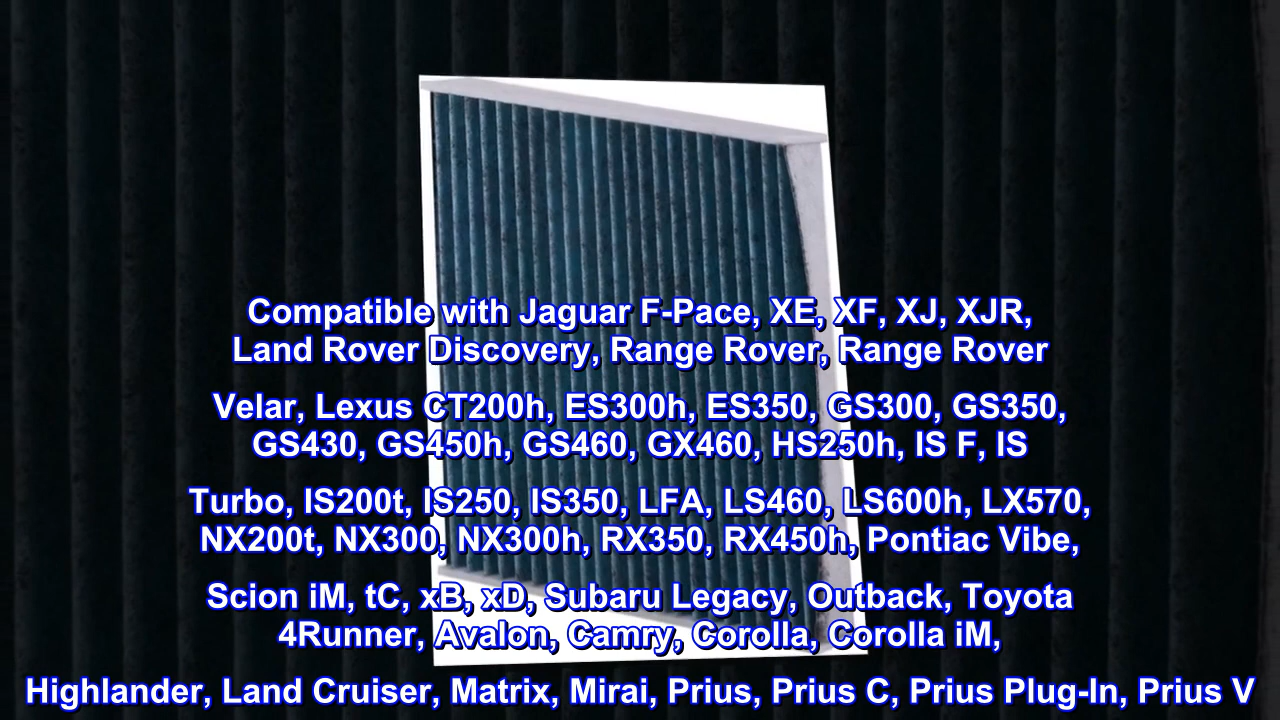 Compatible with Jaguar F-Pace, XE, XF, XJ, XJR,
Land Rover Discovery, Range Rover, Range Rover
Velar, Lexus CT200h, ES300h, ES350, GS300, GS350,
GS430, GS450h, GS460, GX460, HS250h, IS F, IS
Turbo, IS200t, IS250, IS350, LFA, LS460, LS600h, LX570,
NX200t, NX300, NX300h, RX350, RX450h, Pontiac Vibe,
Scion iM, tC, xB, xD, Subaru Legacy, Outback, Toyota
4Runner, Avalon, Camry, Corolla, Corolla iM,
Highlander, Land Cruiser, Matrix, Mirai, Prius, Prius C, Prius Plug-In, Prius V